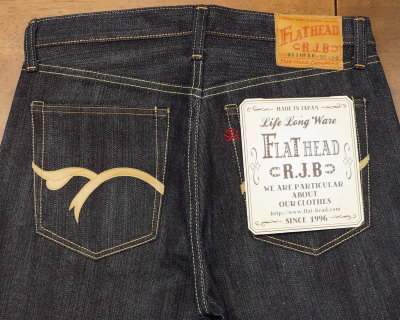 FLATHEAD
R.J.B
MADE IN JAPAN
Life Long Ware
FLATHEAD
R.J.B
WE ARE PARTICULAR
ABOUT
OUR CLOTHES
http://www.flat-head.com
SINCE 1996